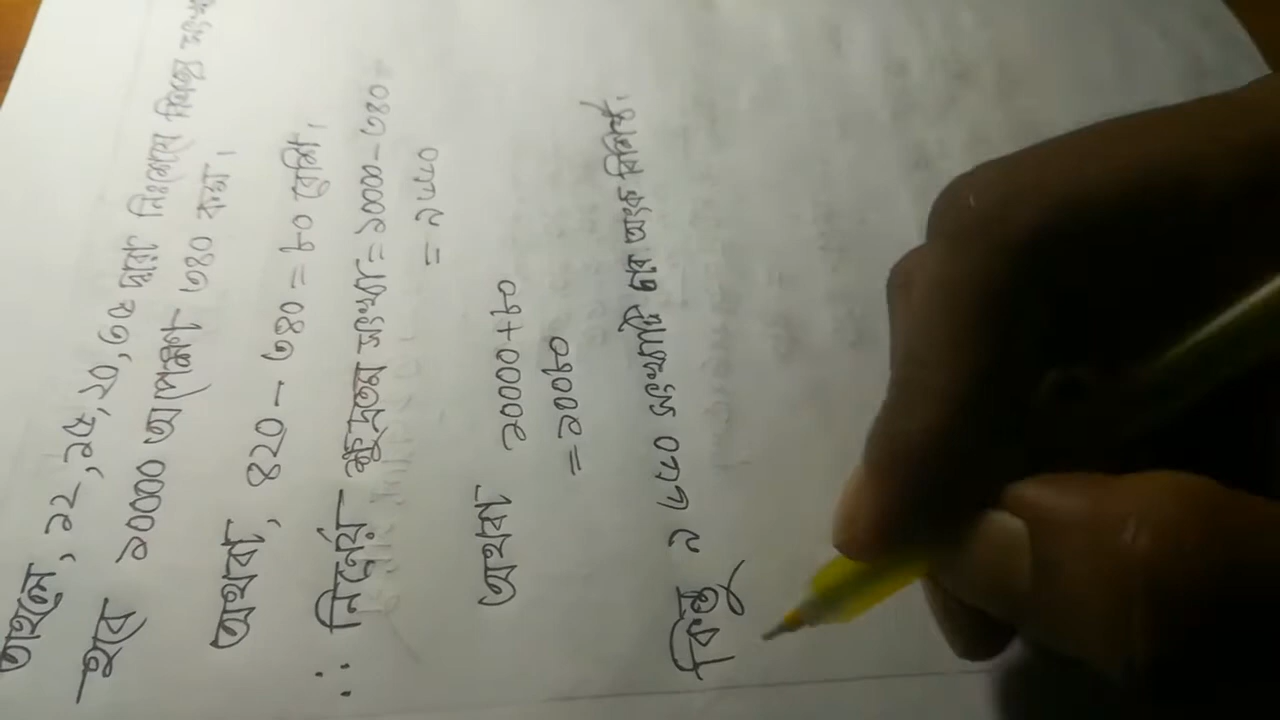 তাহলে, ১২, ১৫, ২০, ৩৫ দ্বারা নিঃশেষে বিভাজ্য
হবে ১০০০০ অপেক্ষা ৩৪০ কম।
অথবা, ৪২০ - ৩৪০ = ৮০ বেশি।
∴ নির্ণেয় ক্ষুদ্রতম সংখ্যা = ১০০০০ - ৩৪০
= ৯৬৬০
অথবা ১০০০০+৮০
= ১০০৮০
কিন্তু ৯৬৬০ সংখ্যাটি চার অংক বিশিষ্ট।